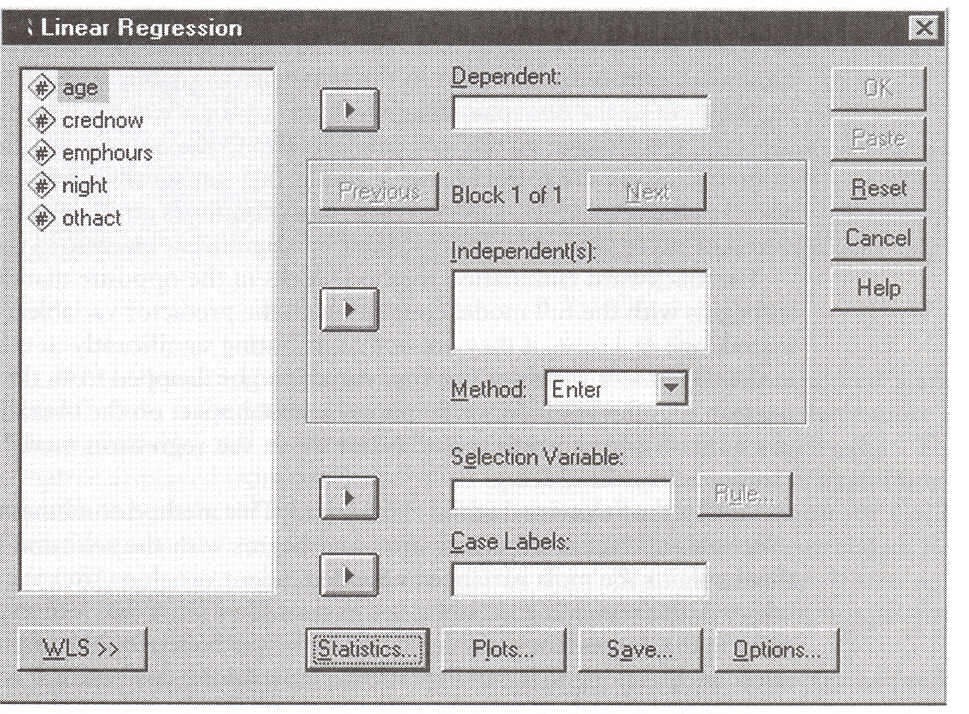 Linear Regression
age
crednow
emphours
night
othact
Dependent:
Previous Block 1 of 1 Next
Independent(s):
Method: Enter
Selection Variable:
Rule...
Case Labels:
OK
Paste
Reset
Cancel
Help
WLS >> Statistics... Plots... Save... Options...